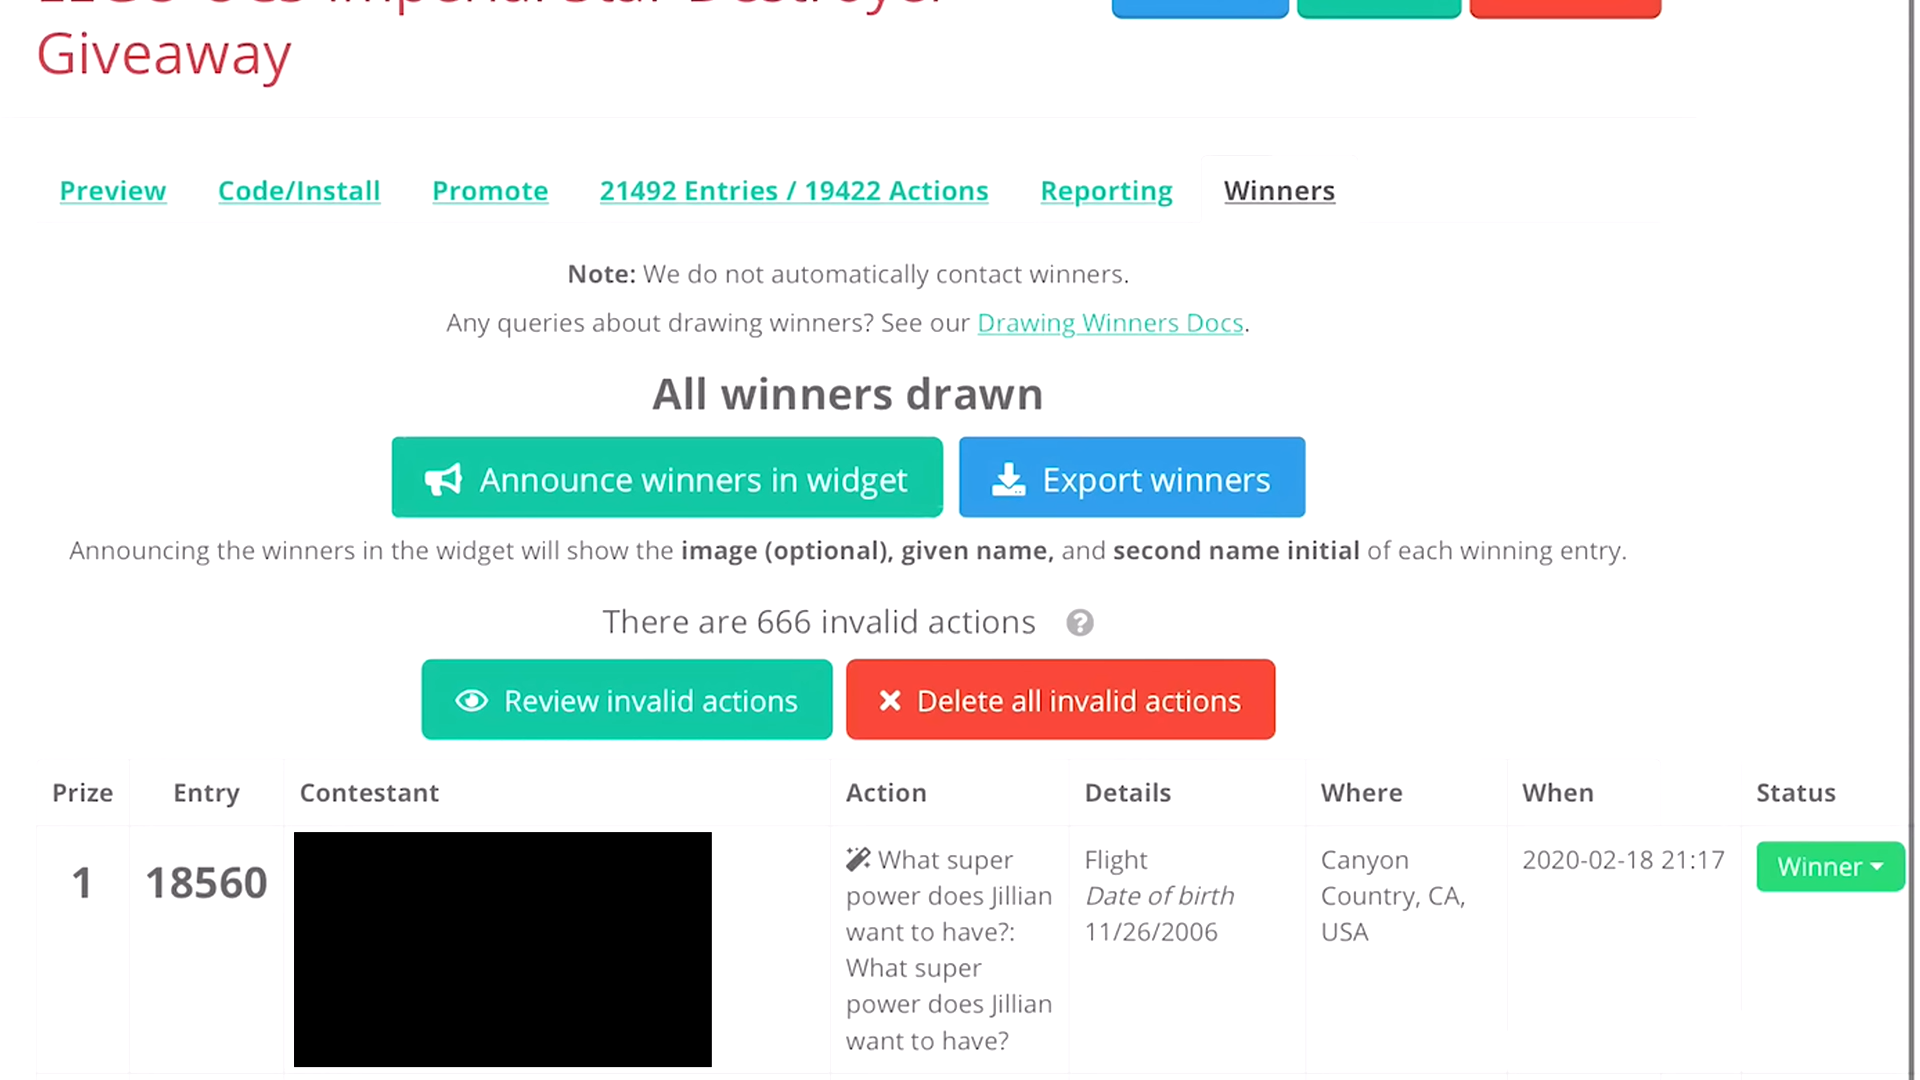 LEGO UCS Imperial Star Destroyer
Giveaway
Preview Code/Install Promote 21492 Entries / 19422 Actions Reporting Winners
Note: We do not automatically contact winners.
Any queries about drawing winners? See our Drawing Winners Docs.
All winners drawn
Announce winners in widget Export winners
Announcing the winners in the widget will show the image (optional), given name, and second name initial of each winning entry.
There are 666 invalid actions ?
Review invalid actions Delete all invalid actions
Prize Entry Contestant Action Details Where When Status
1 18560 What super Flight Canyon 2020-02-18 21:17 Winner
power does Jillian Date of birth Country, CA,
want to have?: 11/26/2006 USA
What super
power does Jillian
want to have?